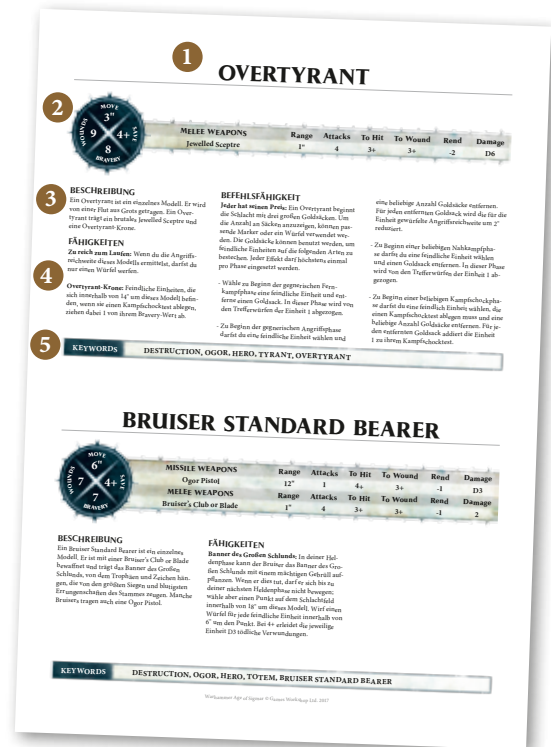 1
OVERTYRANT
2
MOVE
3"
WOUNDS 9 4+ SAVE
8
BRAVERY
MELEE WEAPONS Range Attacks To Hit To Wound Rend Damage
Jewelled Sceptre 1" 4 3+ 3+ -2 D6
3
BESCHREIBUNG
Ein Overtyrant ist ein einzelnes Modell. Er wird
von einer Flut aus Grots getragen. Ein Over-
tyrant trägt ein brutales Jewelled Sceptre und
eine Overtyrant-Krone.
4
FÄHIGKEITEN
Zu reich zum Laufen: Wenn du die Angriffs-
reichweite dieses Modells ermittelst, darfst du
nur einen Würfel werfen.
Overtyrant-Krone: Feindliche Einheiten, die
sich innerhalb von 14" um dieses Modell befin-
den, wenn sie einen Kampfschocktest ablegen,
ziehen dabei 1 von ihrem Bravery-Wert ab.
BEFEHLSFÄHIGKEIT
Jeder hat seinen Preis: Ein Overtyrant beginnt
die Schlacht mit drei großen Goldsäcken. Um
die Anzahl an Säcken anzuzeigen, können pas-
sende Marker oder ein Würfel verwendet wer-
den. Die Goldsäcke können benutzt werden, um
feindliche Einheiten auf die folgenden Arten zu
bestechen. Jeder Effekt darf höchstens einmal
pro Phase eingesetzt werden.
- Wähle zu Beginn der gegnerischen Fern-
kampfphase eine feindliche Einheit und ent-
ferne einen Goldsack. In dieser Phase wird von
den Trefferwürfen der Einheit 1 abgezogen.
- Zu Beginn der gegnerischen Angriffsphase
darfst du eine feindliche Einheit wählen und
eine beliebige Anzahl Goldsäcke entfernen.
Für jeden entfernten Goldsack wird die für die
Einheit gewürfelte Angriffsreichweite um 2"
reduziert.
- Zu Beginn einer beliebigen Nahkampfpha-
se darfst du eine feindliche Einheit wählen
und einen Goldsack entfernen. In dieser Phase
wird von den Trefferwürfen der Einheit 1 ab-
gezogen.
- Zu Beginn einer beliebigen Kampfschockpha-
se darfst du eine feindlich Einheit wählen, die
einen Kampfschocktest ablegen muss und eine
beliebige Anzahl Goldsäcke entfernen. Für je-
den entfernten Goldsack addiert die Einheit
1 zu ihrem Kampfschocktest.
5
KEYWORDS DESTRUCTION, OGOR, HERO, TYRANT, OVERTYRANT
BRUISER STANDARD BEARER
MOVE
6"
WOUNDS 7 4+ SAVE
7
BRAVERY
MISSILE WEAPONS Range Attacks To Hit To Wound Rend Damage
Ogor Pistol 12" 1 4+ 3+ -1 D3
MELEE WEAPONS Range Attacks To Hit To Wound Rend Damage
Bruiser's Club or Blade 1" 4 3+ 3+ -1 2
BESCHREIBUNG
Ein Bruiser Standard Bearer ist ein einzelnes
Modell. Er ist mit einer Bruiser's Club or Blade
bewaffnet und trägt das Banner des Großen
Schlunds, von dem Trophäen und Zeichen hän-
gen, die von den größten Siegen und blutigsten
Errungenschaften des Stammes zeugen. Manche
Bruisers tragen auch eine Ogor Pistol.
FÄHIGKEITEN
Banner des Großen Schlunds: In deiner Hel-
denphase kann der Bruiser das Banner des Gro-
ßen Schlunds mit einem mächtigen Gebrüll auf-
pflanzen. Wenn er dies tut, darf er sich bis zu
deiner nächsten Heldenphase nicht bewegen;
wähle aber einen Punkt auf dem Schlachtfeld
innerhalb von 18" um dieses Modell. Wirf einen
Würfel für jede feindliche Einheit innerhalb von
6" um den Punkt. Bei 4+ erleidet die jeweilige
Einheit D3 tödliche Verwundungen.
KEYWORDS DESTRUCTION, OGOR, HERO, TOTEM, BRUISER STANDARD BEARER
Warhammer Age of Sigmar © Games Workshop Ltd. 2017